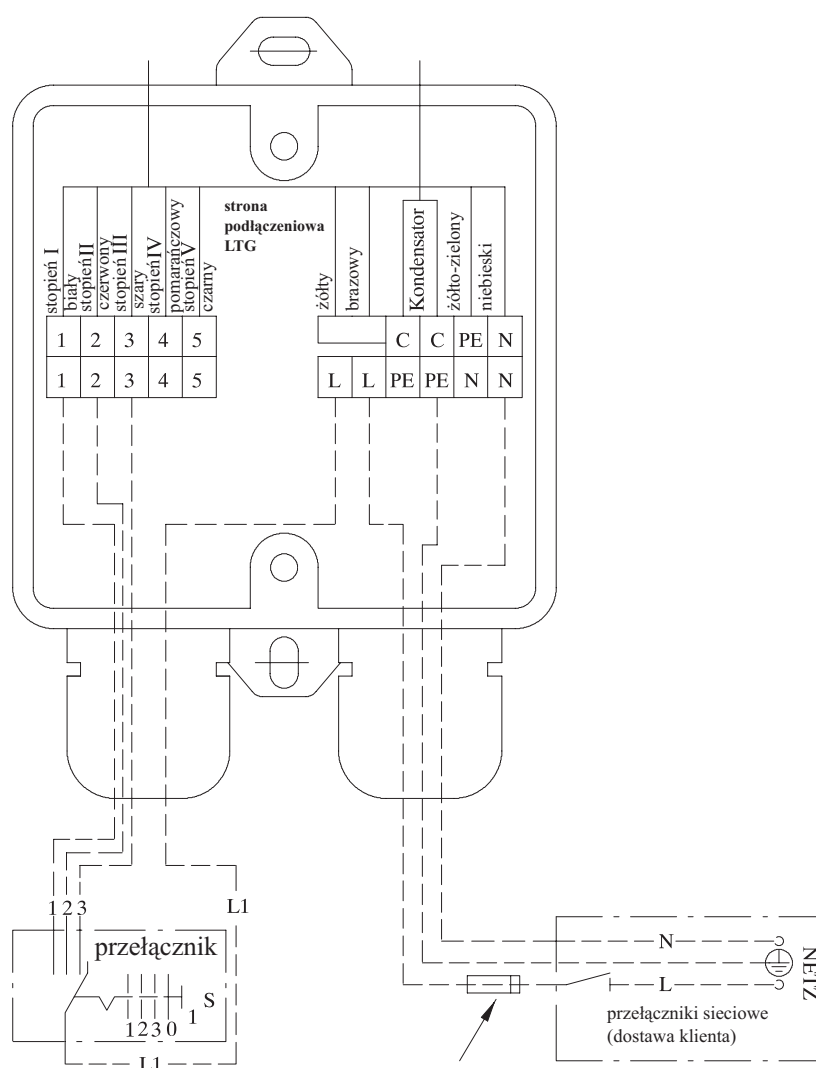 strona
podłączeniowa
LTG
stopień I
biały
stopień II
czerwony
stopień III
szary
stopień IV
pomarańczowy
stopień V
czarny
żółty
brazowy
Kondensator
żółto-zielony
niebieski
1 2 3 4 5
C C PE N
1 2 3 4 5
L L PE PE N N
1 2 3
L1
przełącznik
S
1
1 2 3 0
L1
N
L
NETZ
przełączniki sieciowe
(dostawa klienta)